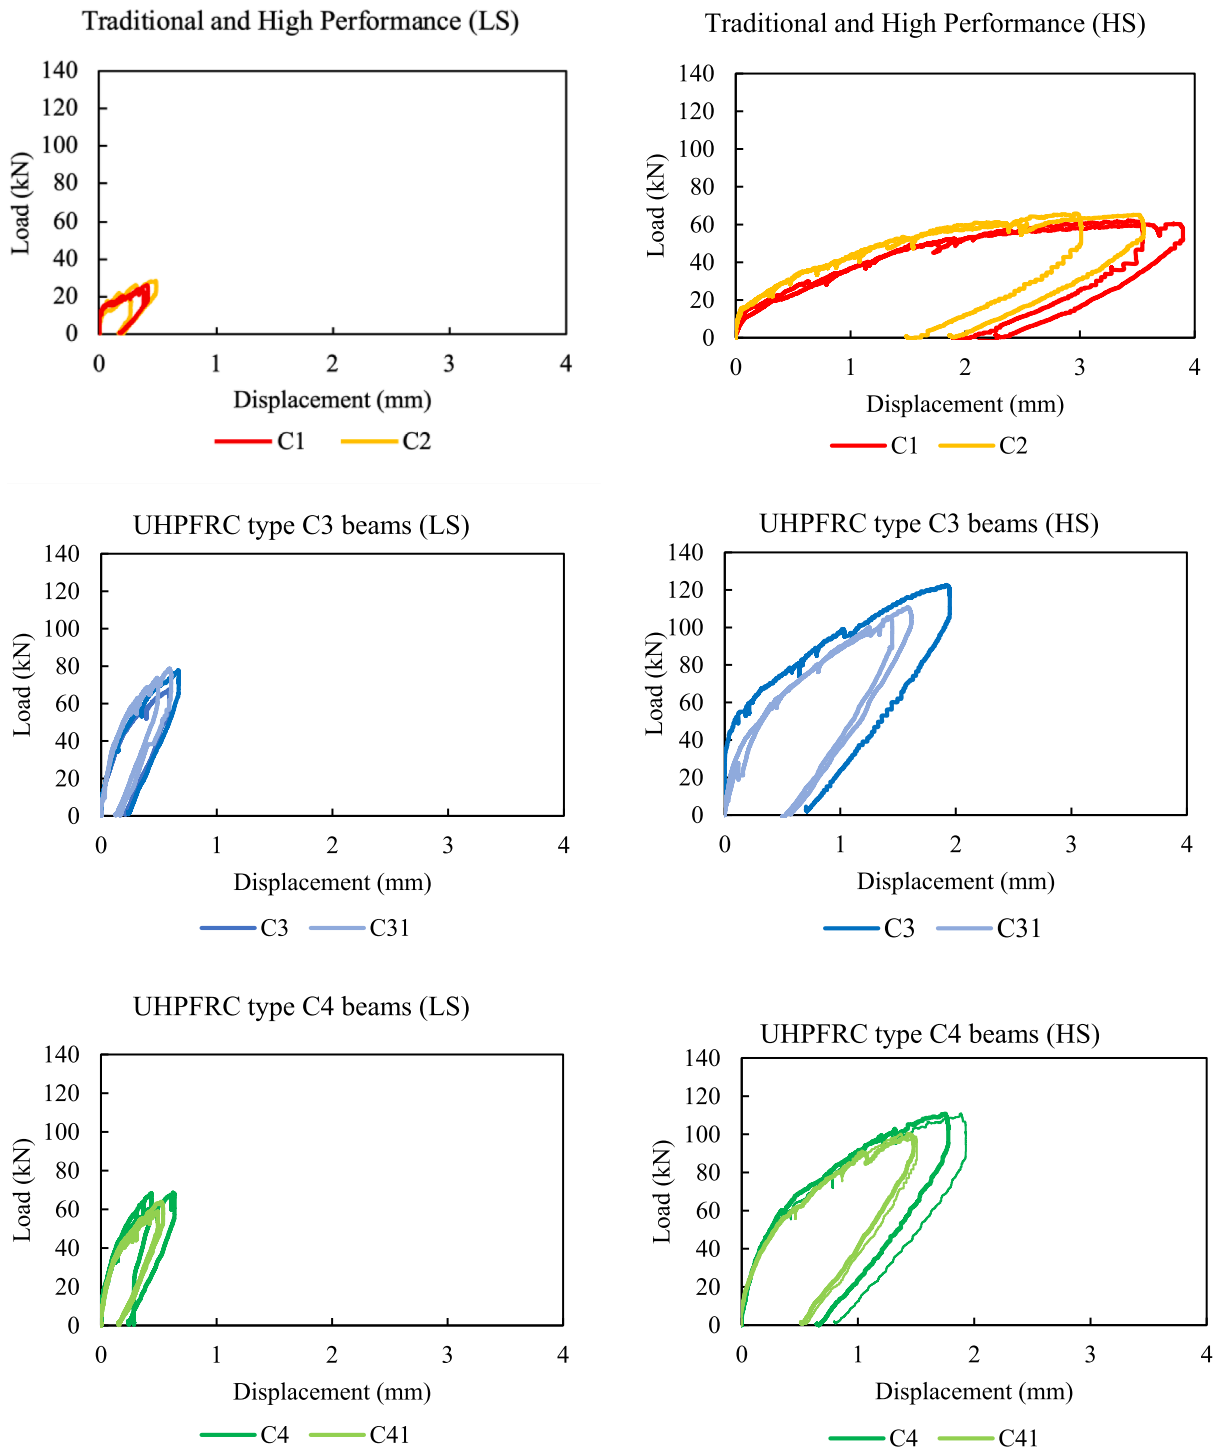 Traditional and High Performance (LS)
140
120
100
80
60
40
20
0
0 1 2 3 4
Load (kN)
Displacement (mm)
C1 C2
Traditional and High Performance (HS)
140
120
100
80
60
40
20
0
0 1 2 3 4
Load (kN)
Displacement (mm)
C1 C2
UHPFRC type C3 beams (LS)
140
120
100
80
60
40
20
0
0 1 2 3 4
Load (kN)
Displacement (mm)
C3 C31
UHPFRC type C3 beams (HS)
140
120
100
80
60
40
20
0
0 1 2 3 4
Load (kN)
Displacement (mm)
C3 C31
UHPFRC type C4 beams (LS)
140
120
100
80
60
40
20
0
0 1 2 3 4
Load (kN)
Displacement (mm)
C4 C41
UHPFRC type C4 beams (HS)
140
120
100
80
60
40
20
0
0 1 2 3 4
Load (kN)
Displacement (mm)
C4 C41